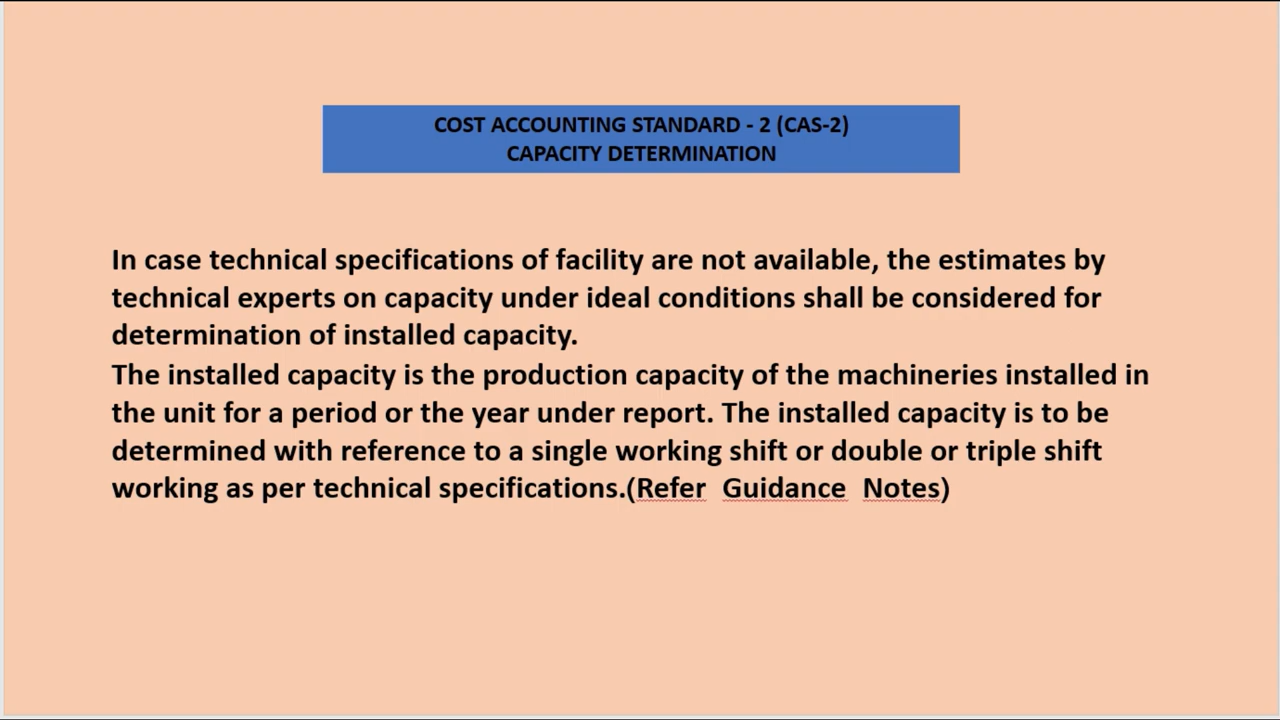 COST ACCOUNTING STANDARD - 2 (CAS-2)
CAPACITY DETERMINATION
In case technical specifications of facility are not available, the estimates by
technical experts on capacity under ideal conditions shall be considered for
determination of installed capacity.
The installed capacity is the production capacity of the machineries installed in
the unit for a period or the year under report. The installed capacity is to be
determined with reference to a single working shift or double or triple shift
working as per technical specifications.(Refer Guidance Notes)